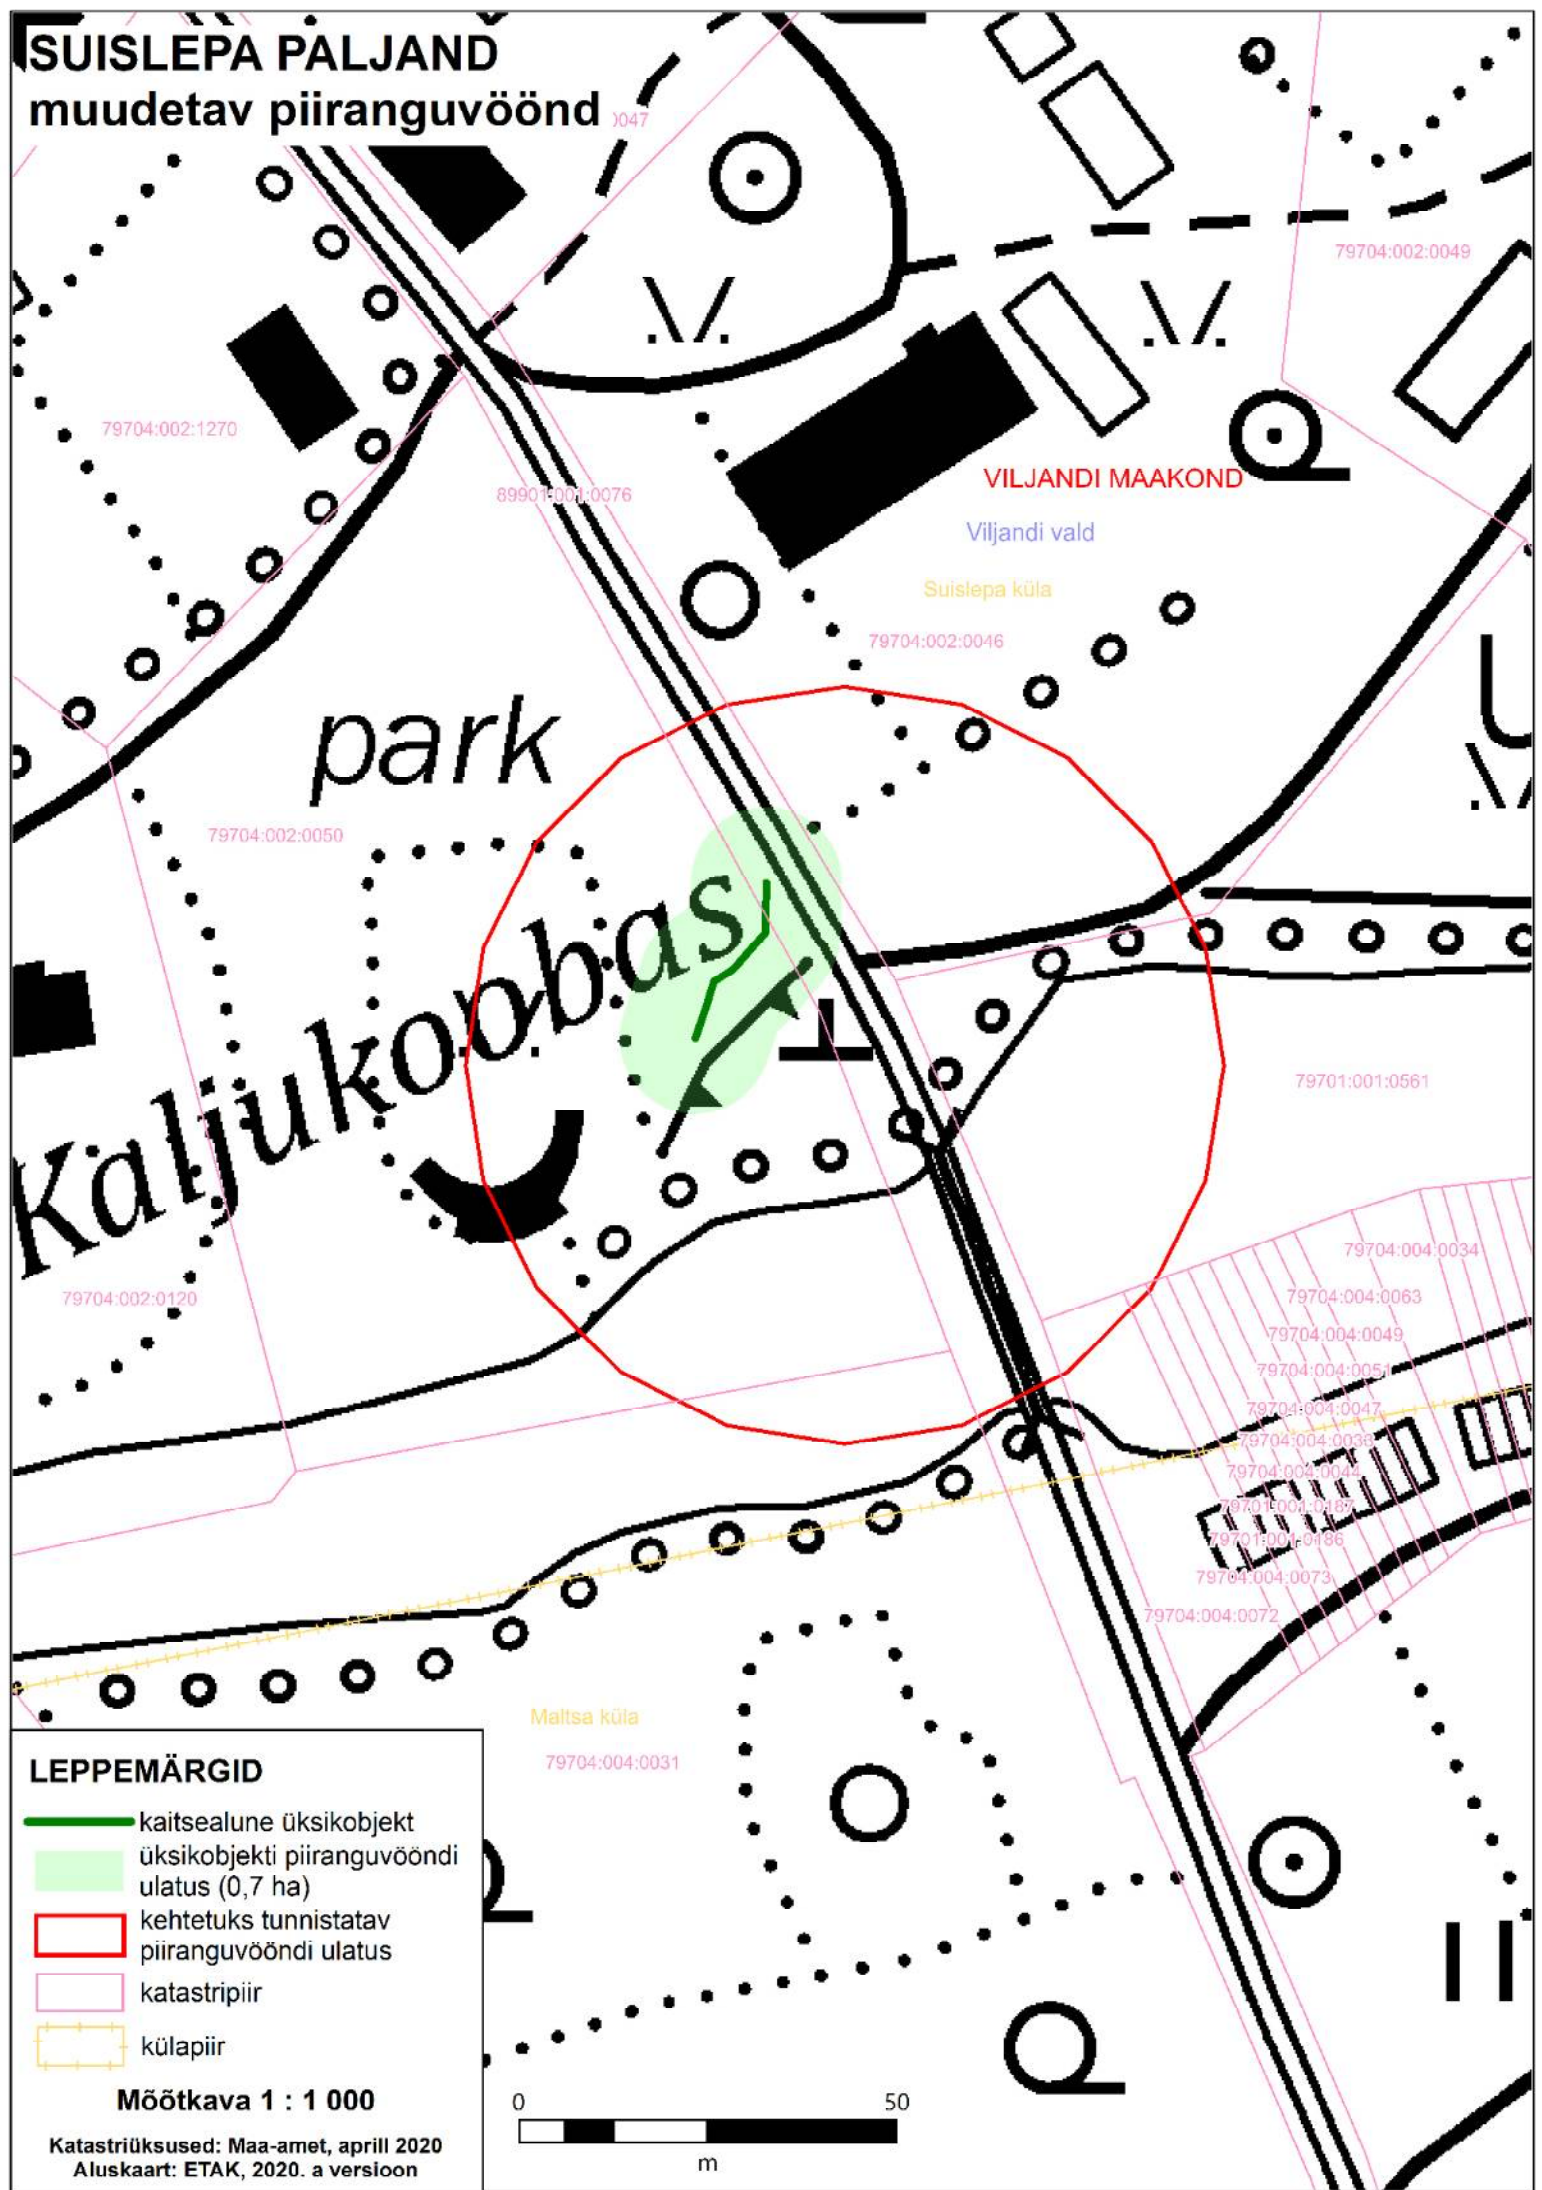 SUISLEPA PALJAND
muudetav piiranguvöönd
79704:002:0049
79704:002:1270
89901:001:0076
VILJANDI MAAKOND
Viljandi vald
Suislepa küla
79704:002:0046
park
79704:002:0050
Kaljukoobas
79701:001:0561
79704:002:0120
79704:004:0034
79704:004:0063
79704:004:0049
79704:004:0051
79704:004:0047
79704:004:0044
79701:001:0187
79701:001:0186
79704:004:0073
79704:004:0072
Maltsa küla
79704:004:0031
LEPPEMÄRGID
kaitsealune üksikobjekt
üksikobjekti piiranguvööndi
ulatus (0,7 ha)
kehtetuks tunnistatav
piiranguvööndi ulatus
katastripiir
külapiir
Mõõtkava 1 : 1 000
Katastriüksused: Maa-amet, aprill 2020
Aluskaart: ETAK, 2020. a versioon
0 50
m